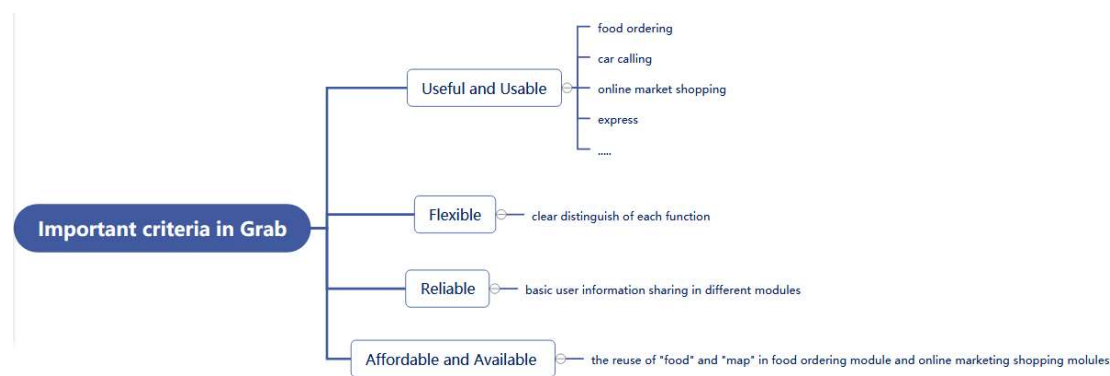 food ordering
car calling
Useful and Usable
online market shopping
express
.....
Flexible
clear distinguish of each function
Important criteria in Grab
Reliable
basic user information sharing in different modules
Affordable and Available
the reuse of "food" and "map" in food ordering module and online marketing shopping molules